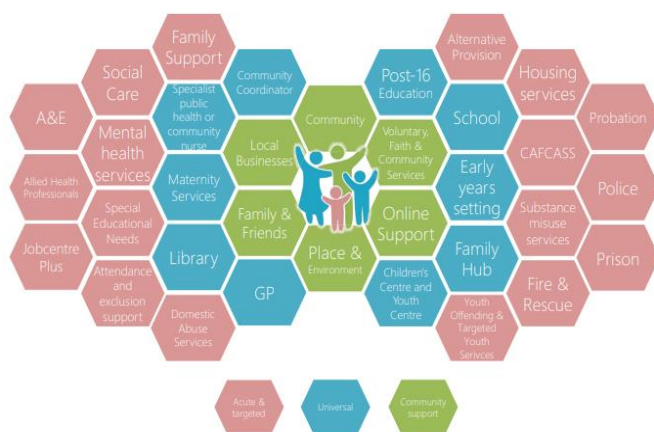 Family
Support
Social
Care
A&E
Specialist
public
health or
community
nurse
Community
Coordinator
Mental
health
services
Local
Businesses
Allied Health
Professionals
Maternity
Services
Special
Educational
Needs
Family &
Friends
Jobcentre
Plus
Library
Attendance
and
exclusion
support
GP
Domestic
Abuse
Services
Community
Place &
Environment
Post-16
Education
Alternative
Provision
Housing
services
School
Voluntary,
Faith &
Community
Services
Probation
CAFCASS
Early
years
setting
Police
Online
Support
Substance
misuse
services
Family
Hub
Prison
Children's
Centre and
Youth
Centre
Fire &
Rescue
Youth
Offending &
Targeted
Youth
Serivces
Acute &
targeted
Universal
Community
support